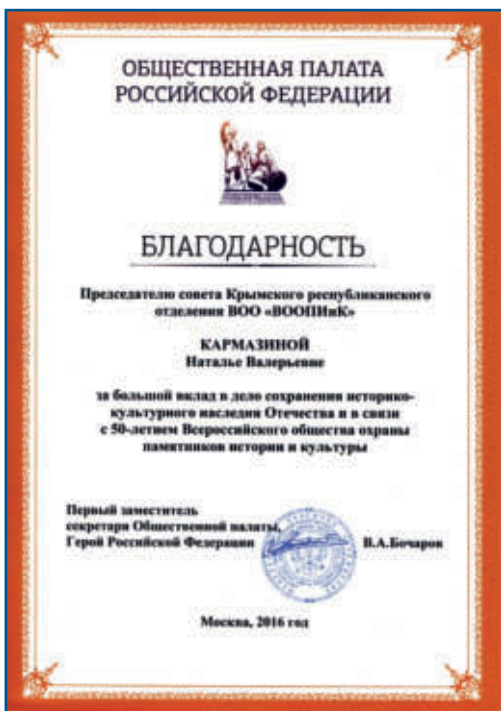 ОБЩЕСТВЕННАЯ ПАЛАТА
РОССИЙСКОЙ ФЕДЕРАЦИИ
БЛАГОДАРНОСТЬ
Председателю совета Крымского республиканского
отделения ВОО «ВООПИиК»
КАРМАЗИНОЙ
Наталье Валерьевне
за большой вклад в дело сохранения историко-
культурного наследия Отечества и в связи
с 50-летием Всероссийского общества охраны
памятников истории и культуры
Первый заместитель
секретаря Общественной палаты,
Герой Российской Федерации В.А.Бочаров
Москва, 2016 год